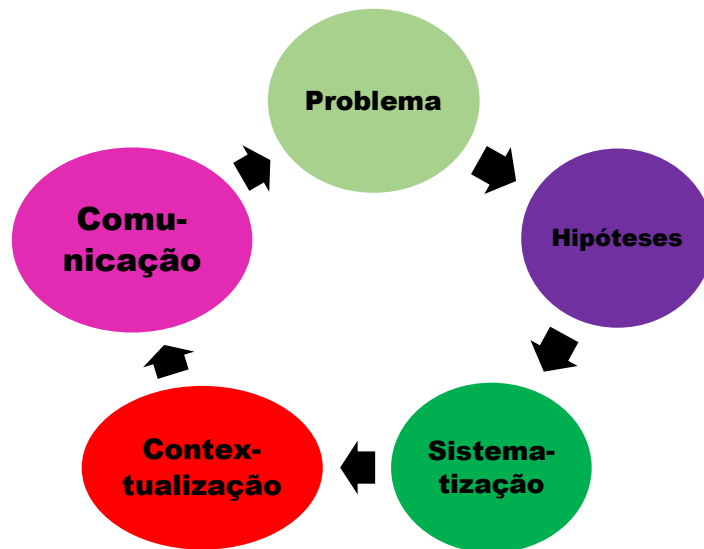 Problema
Hipóteses
Sistema-
tização
Contex-
tualização
Comu-
nicação